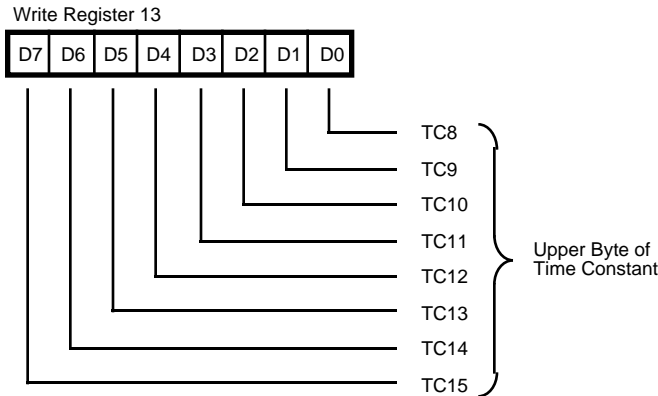 Write Register 13
D7 D6 D5 D4 D3 D2 D1 D0
TC8
TC9
TC10
TC11
TC12
TC13
TC14
TC15
Upper Byte of
Time Constant